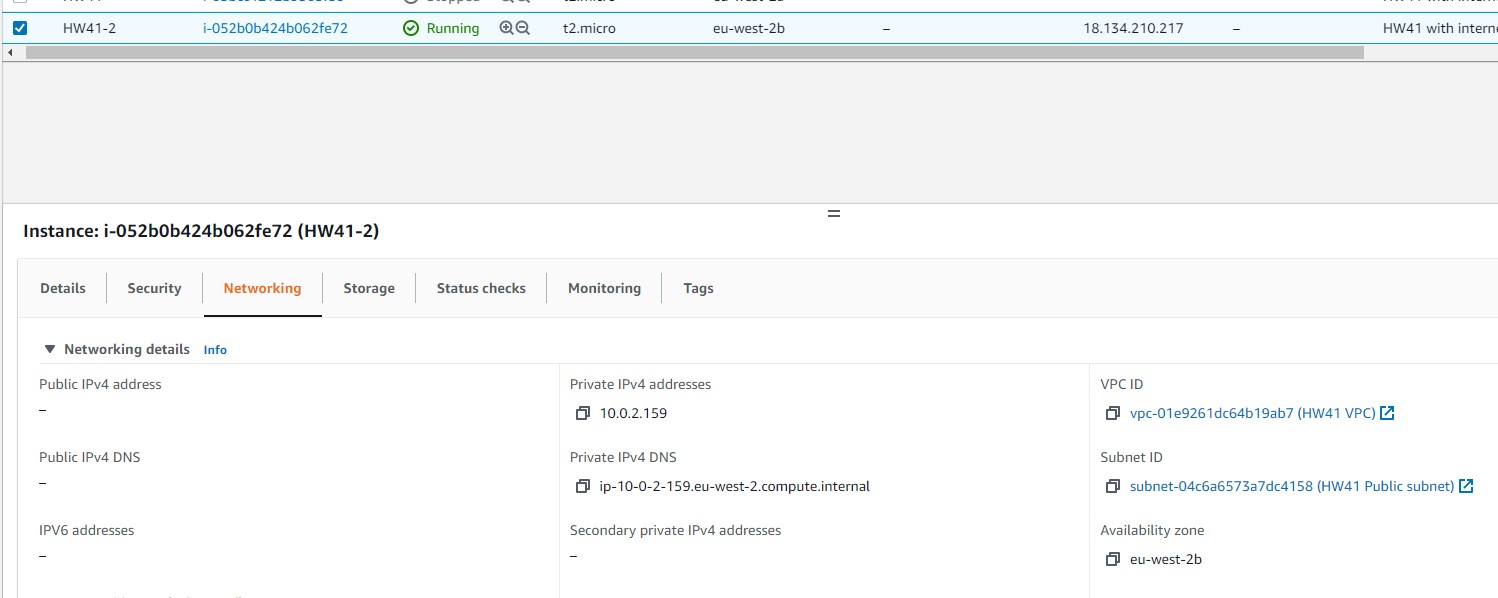 HW41-2 i-052b0b424b062fe72 Running t2.micro eu-west-2b – 18.134.210.217 – HW41 with intern
Instance: i-052b0b424b062fe72 (HW41-2)
Details Security Networking Storage Status checks Monitoring Tags
Networking details Info
Public IPv4 address Private IPv4 addresses VPC ID
– 10.0.2.159 vpc-01e9261dc64b19ab7 (HW41 VPC)
Public IPv4 DNS Private IPv4 DNS Subnet ID
– ip-10-0-2-159.eu-west-2.compute.internal subnet-04c6a6573a7dc4158 (HW41 Public subnet)
IPV6 addresses Secondary private IPv4 addresses Availability zone
– – eu-west-2b